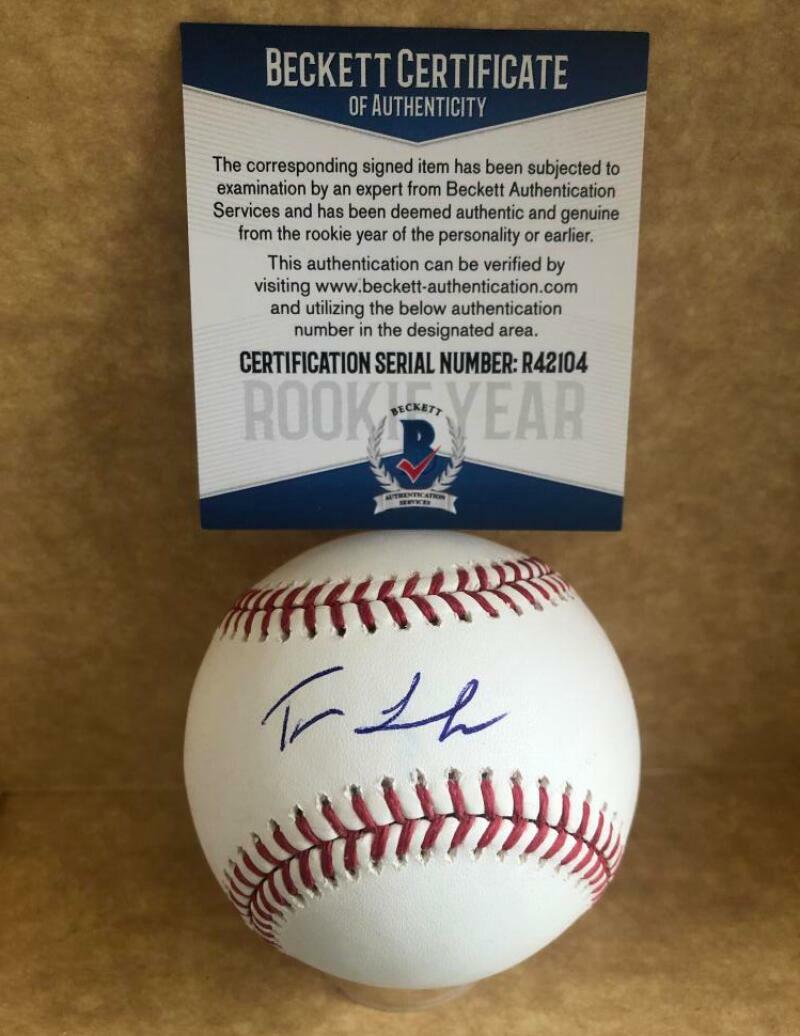 BECKETT CERTIFICATE
OF AUTHENTICITY
The corresponding signed item has been subjected to
examination by an expert from Beckett Authentication
Services and has been deemed authentic and genuine
from the rookie year of the personality or earlier.
This authentication can be verified by
visiting www.beckett-authentication.com
and utilizing the below authentication
number in the designated area.
CERTIFICATION SERIAL NUMBER: R42104
ROOKIE YEAR
BECKETT
B
AUTHENTICATION
SERVICES